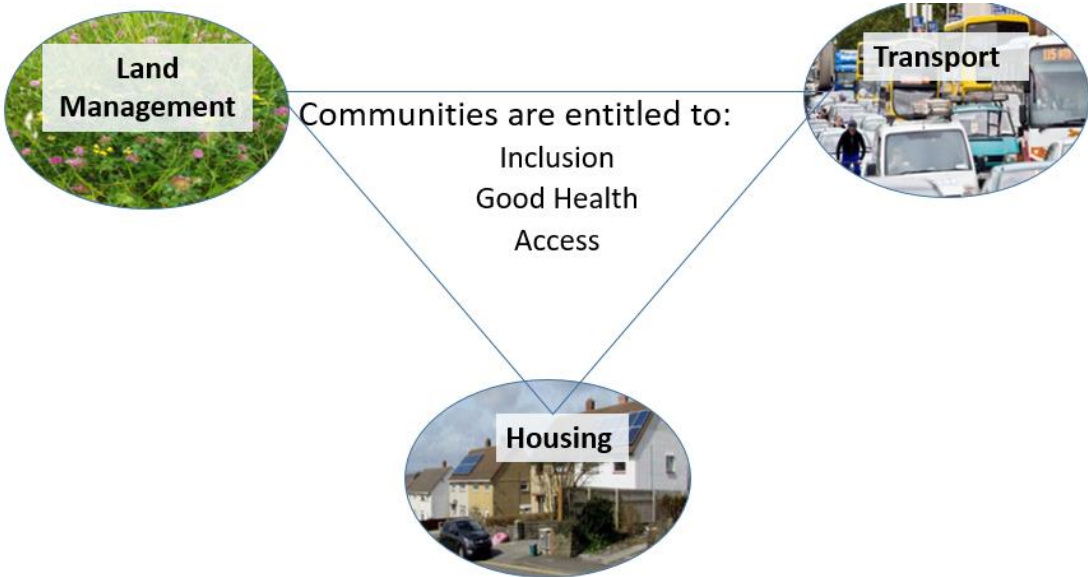 Land
Management
Transport
Communities are entitled to:
Inclusion
Good Health
Access
Housing